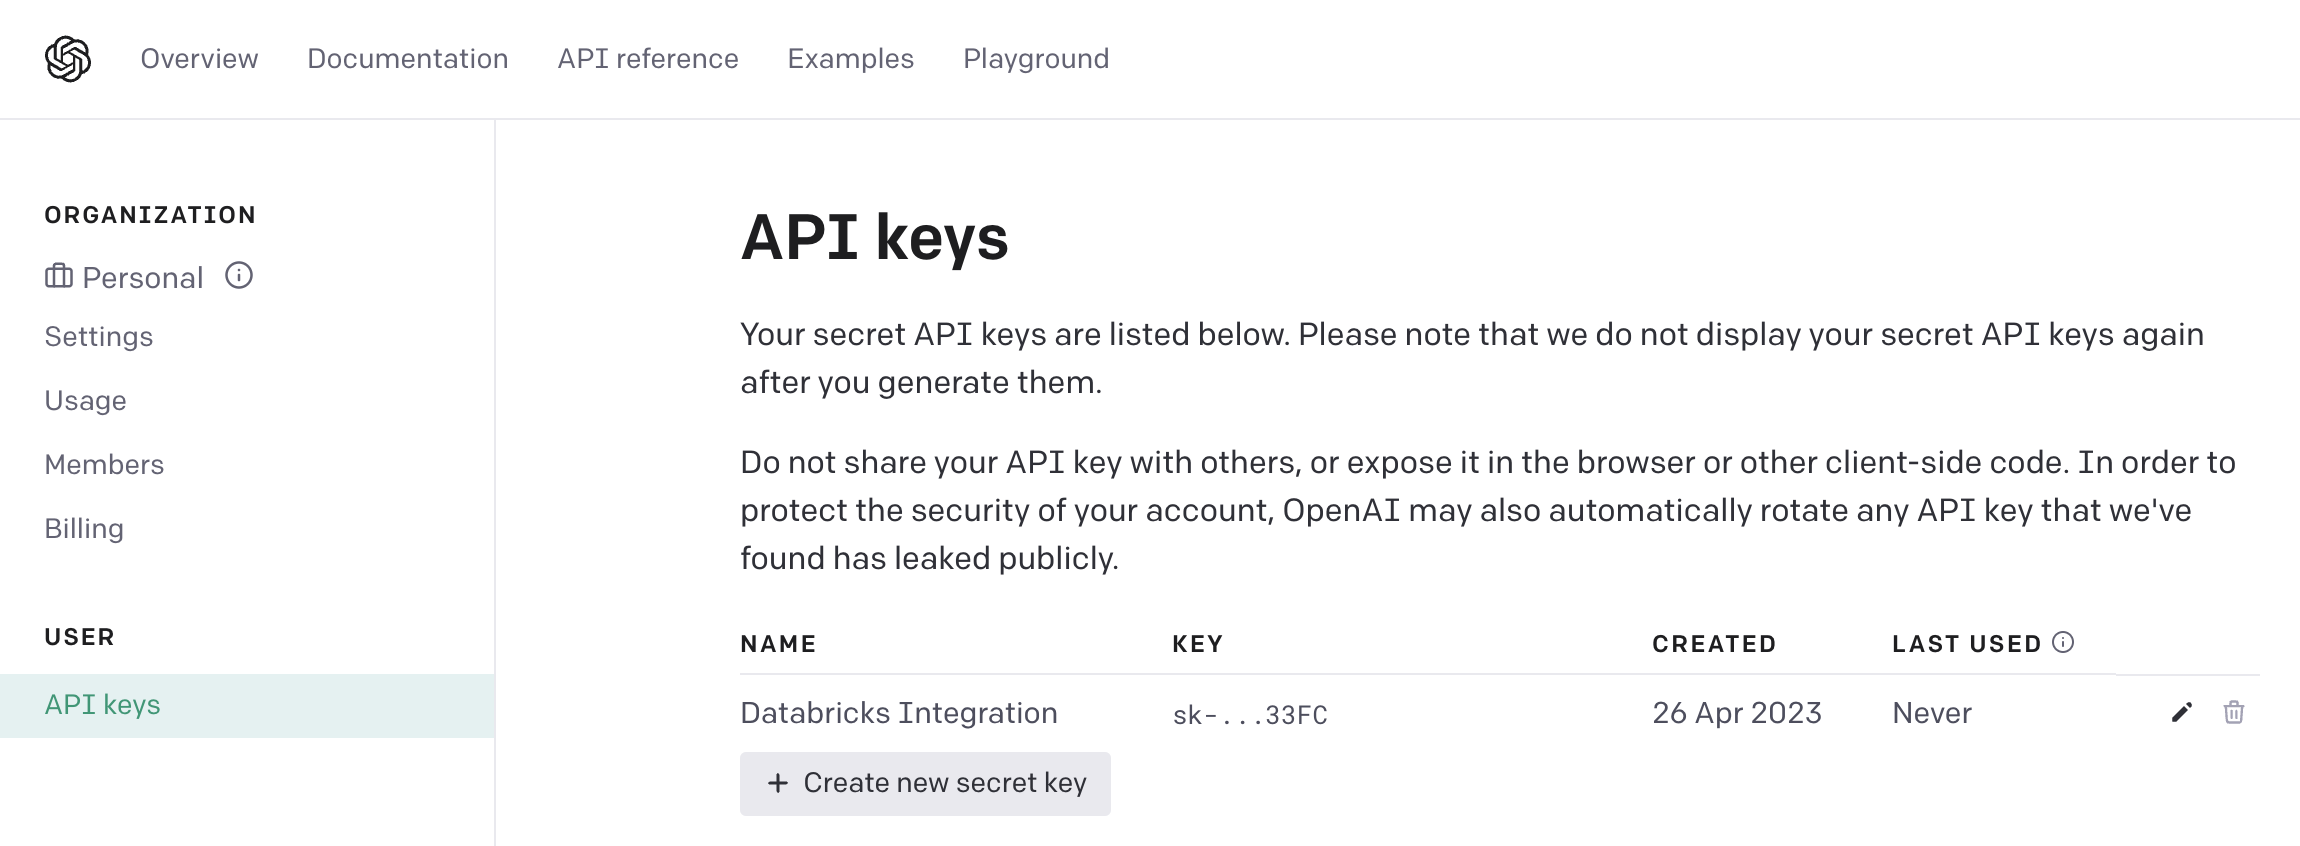 Overview Documentation API reference Examples Playground
ORGANIZATION
Personal
Settings
Usage
Members
Billing
USER
API keys
API keys
Your secret API keys are listed below. Please note that we do not display your secret API keys again
after you generate them.
Do not share your API key with others, or expose it in the browser or other client-side code. In order to
protect the security of your account, OpenAI may also automatically rotate any API key that we've
found has leaked publicly.
NAME KEY CREATED LAST USED
Databricks Integration sk-...33FC 26 Apr 2023 Never
+ Create new secret key